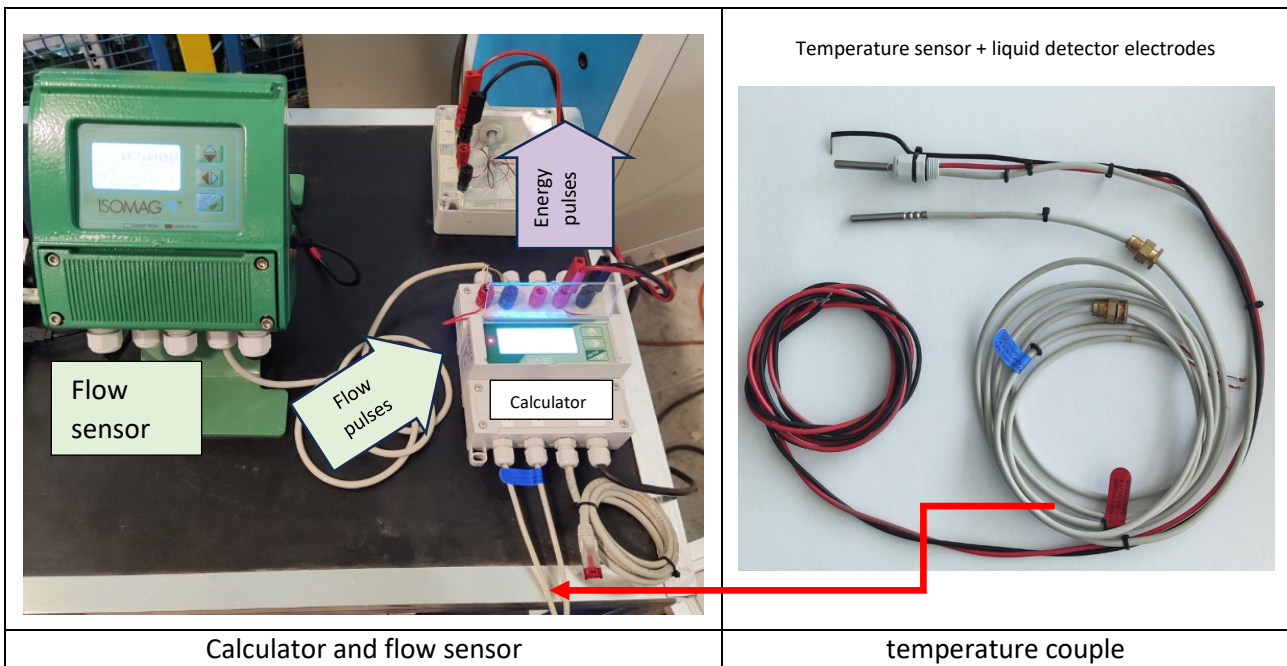 Temperature sensor + liquid detector electrodes
Energy
pulses
ISOMAG
Flow
sensor
Flow
pulses
Calculator
Calculator and flow sensor
temperature couple